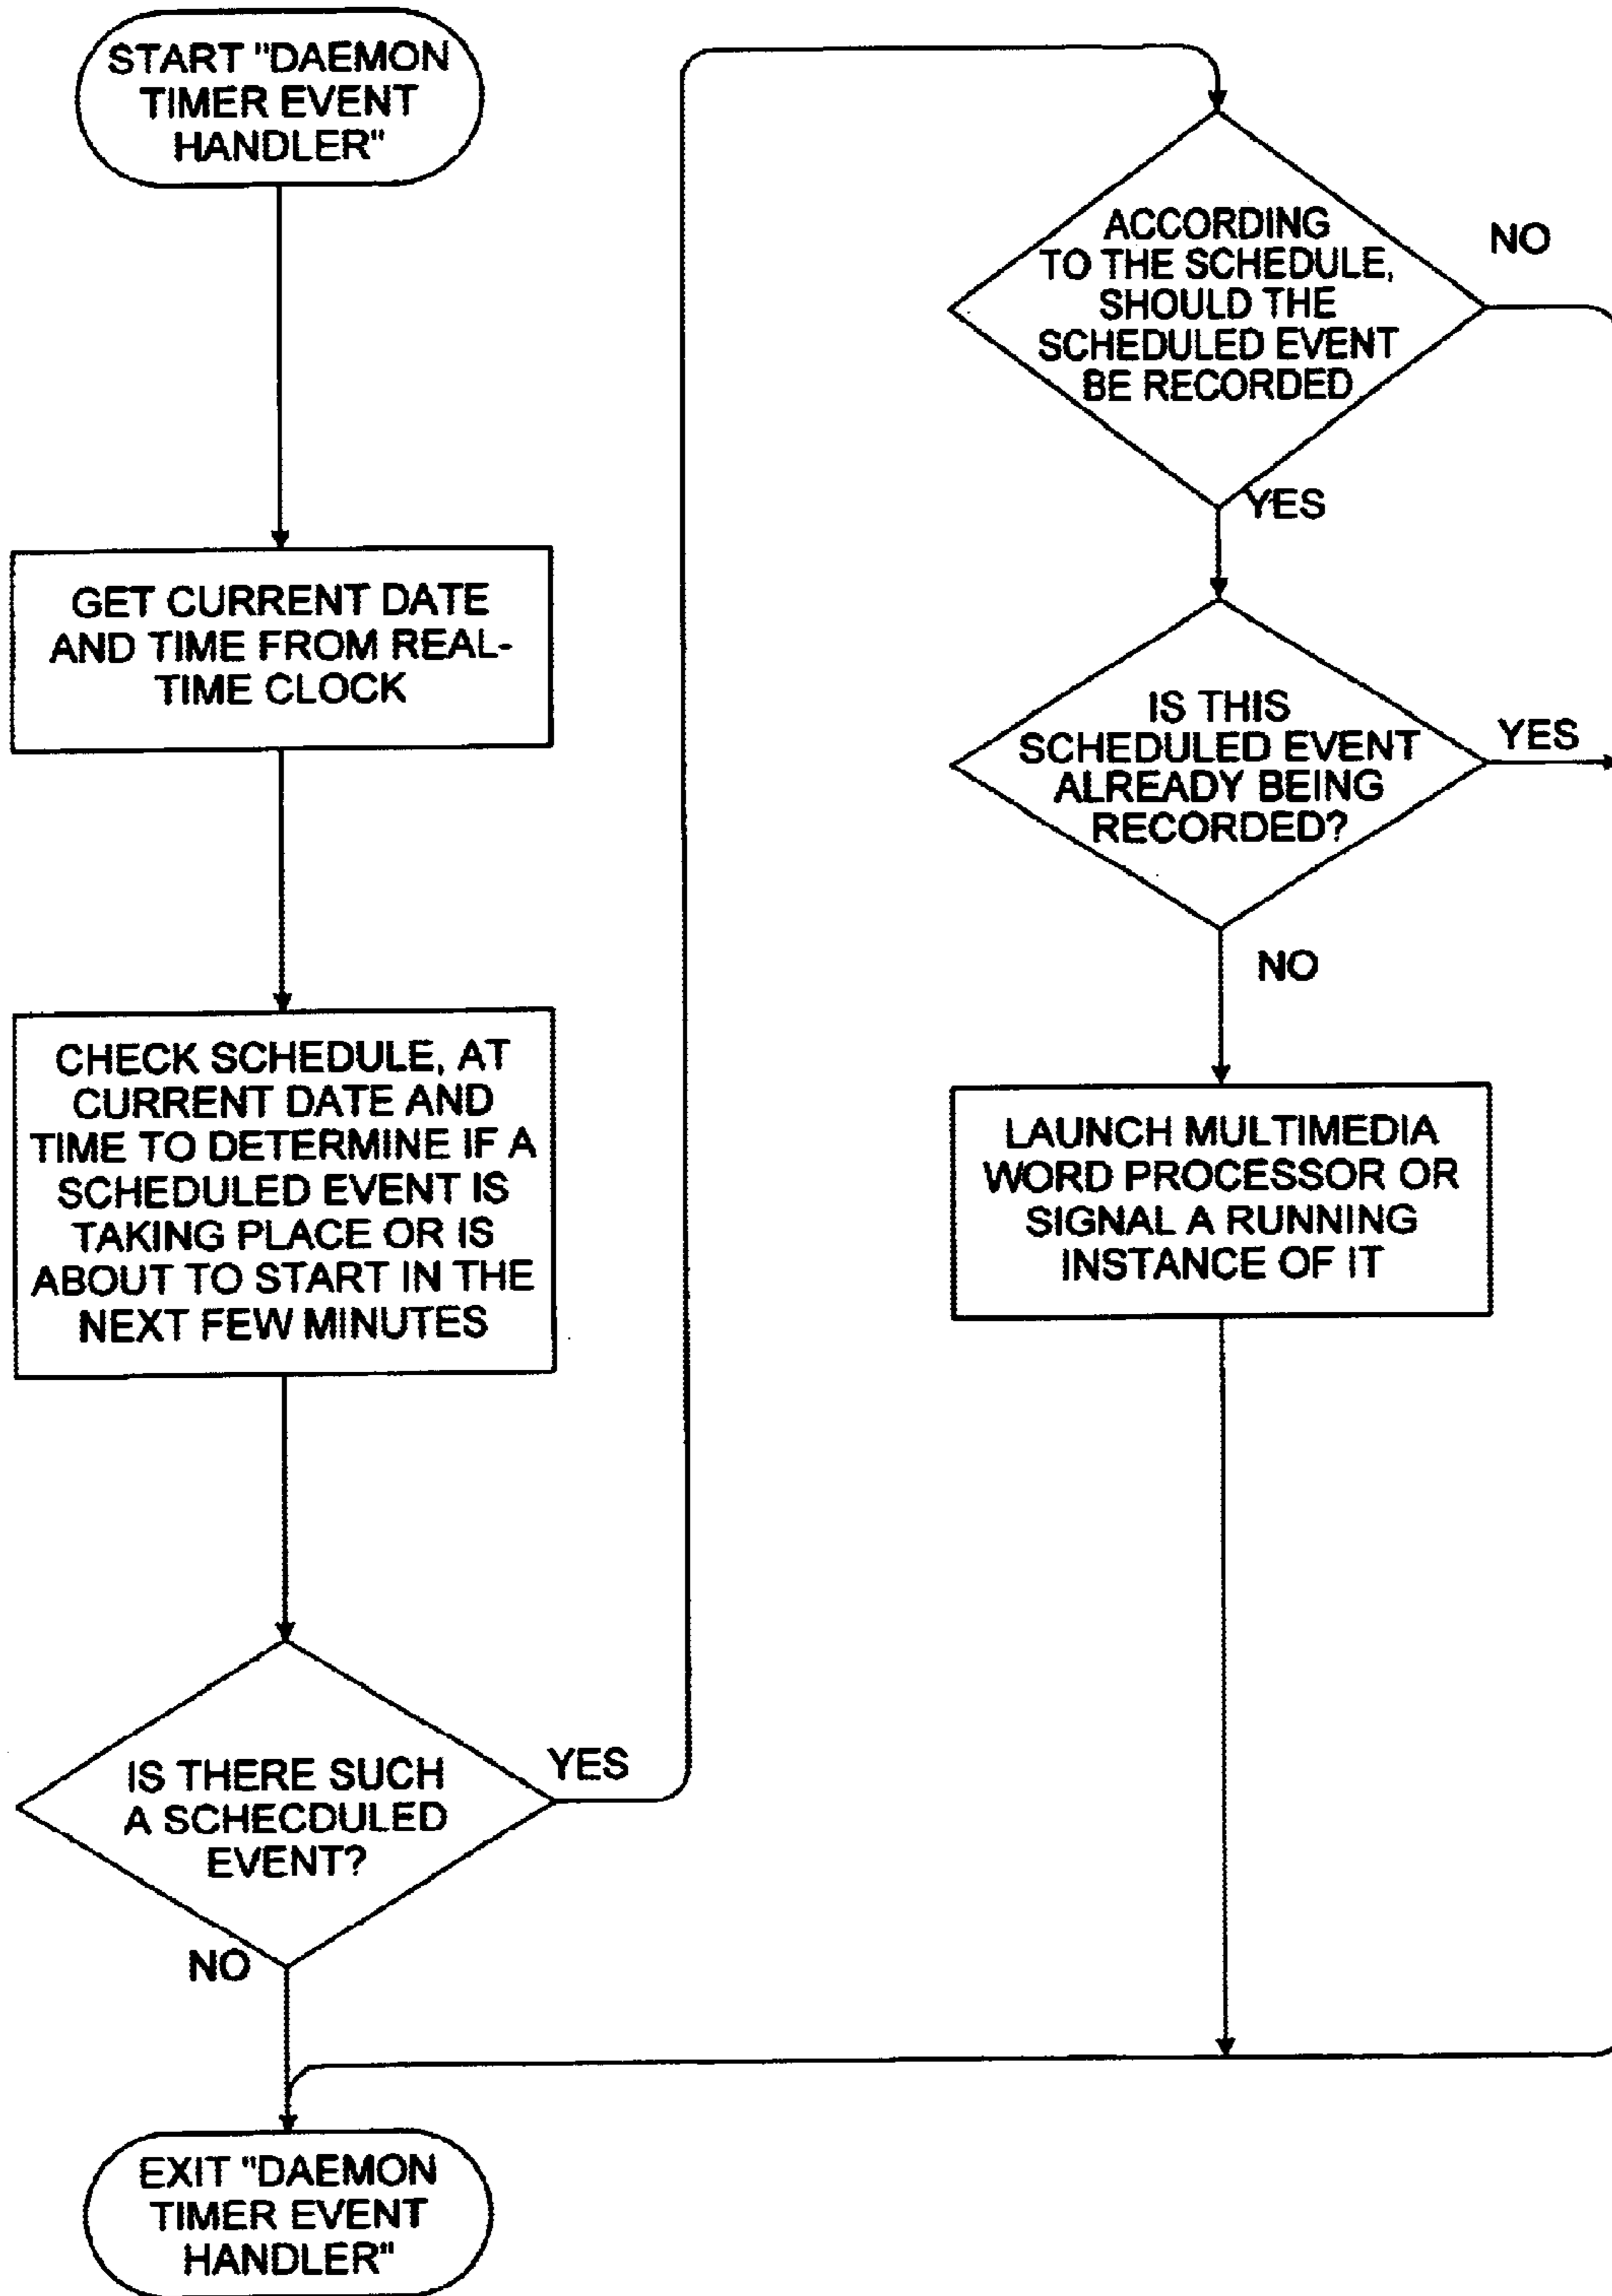 START "DAEMON
TIMER EVENT
HANDLER"
GET CURRENT DATE
AND TIME FROM REAL-
TIME CLOCK
CHECK SCHEDULE, AT
CURRENT DATE AND
TIME TO DETERMINE IF A
SCHEDULED EVENT IS
TAKING PLACE OR IS
ABOUT TO START IN THE
NEXT FEW MINUTES
IS THERE SUCH
A SCHECDULED
EVENT?
YES
NO
EXIT "DAEMON
TIMER EVENT
HANDLER"
ACCORDING
TO THE SCHEDULE,
SHOULD THE
SCHEDULED EVENT
BE RECORDED
NO
YES
IS THIS
SCHEDULED EVENT
ALREADY BEING
RECORDED?
YES
NO
LAUNCH MULTIMEDIA
WORD PROCESSOR OR
SIGNAL A RUNNING
INSTANCE OF IT